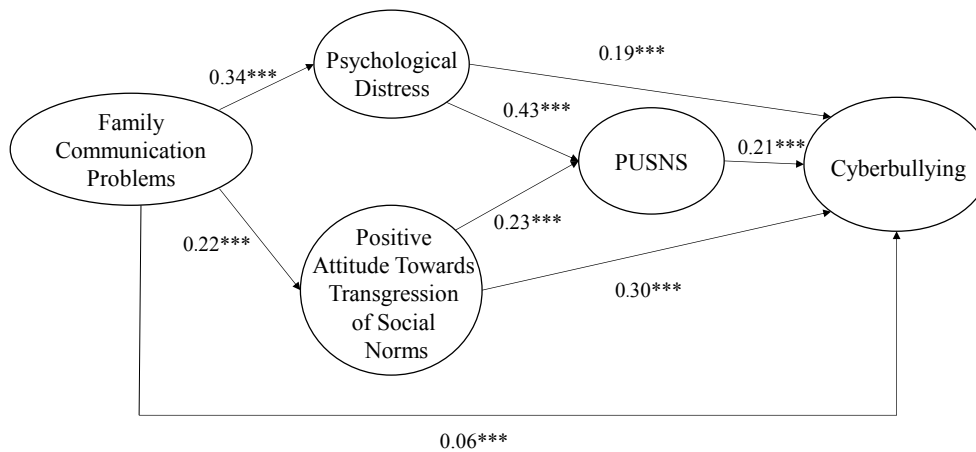 Psychological
Distress
0.19***
0.34***
0.43***
Family
Communication
Problems
PUSNS
0.21***
Cyberbullying
0.22***
0.23***
Positive
Attitude Towards
Transgression
of Social
Norms
0.30***
0.06***